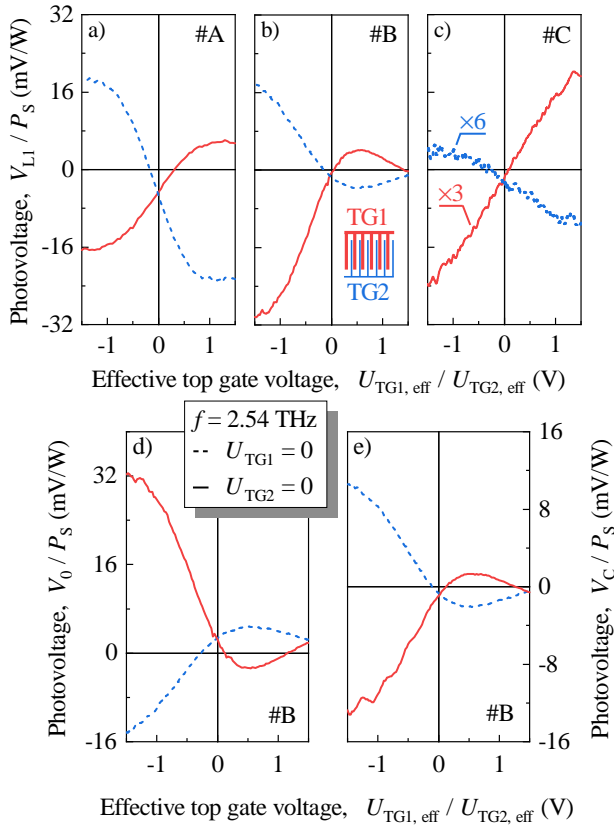 a) #A
b) #B
c) #C
Photovoltage, V_L1 / P_S (mV/W)
32
16
0
-16
-32
×6
×3
TG1
TG2
-1 0 1
-1 0 1
-1 0 1
Effective top gate voltage, U_TG1, eff / U_TG2, eff (V)
f = 2.54 THz
U_TG1 = 0
U_TG2 = 0
d) #B
e) #B
Photovoltage, V_0 / P_S (mV/W)
32
16
0
-16
Photovoltage, V_C / P_S (mV/W)
16
8
0
-8
-16
-1 0 1
-1 0 1
Effective top gate voltage, U_TG1, eff / U_TG2, eff (V)